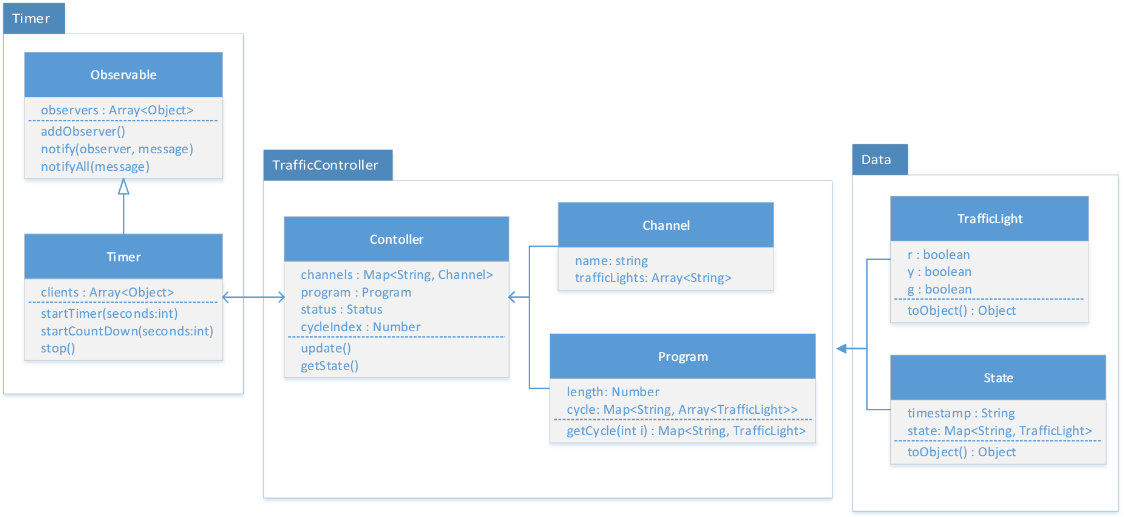 Timer
Observable
observers : Array<Object>
addObserver()
notify(observer, message)
notifyAll(message)
Timer
clients : Array<Object>
startTimer(seconds:int)
startCountDown(seconds:int)
stop()
TrafficController
Contoller
channels : Map<String, Channel>
program : Program
status : Status
cycleIndex : Number
update()
getState()
Channel
name: string
trafficLights: Array<String>
Program
length: Number
cycle: Map<String, Array<TrafficLight>>
getCycle(int i) : Map<String, TrafficLight>
Data
TrafficLight
r : boolean
y : boolean
g : boolean
toObject() : Object
State
timestamp : String
state: Map<String, TrafficLight>
toObject() : Object